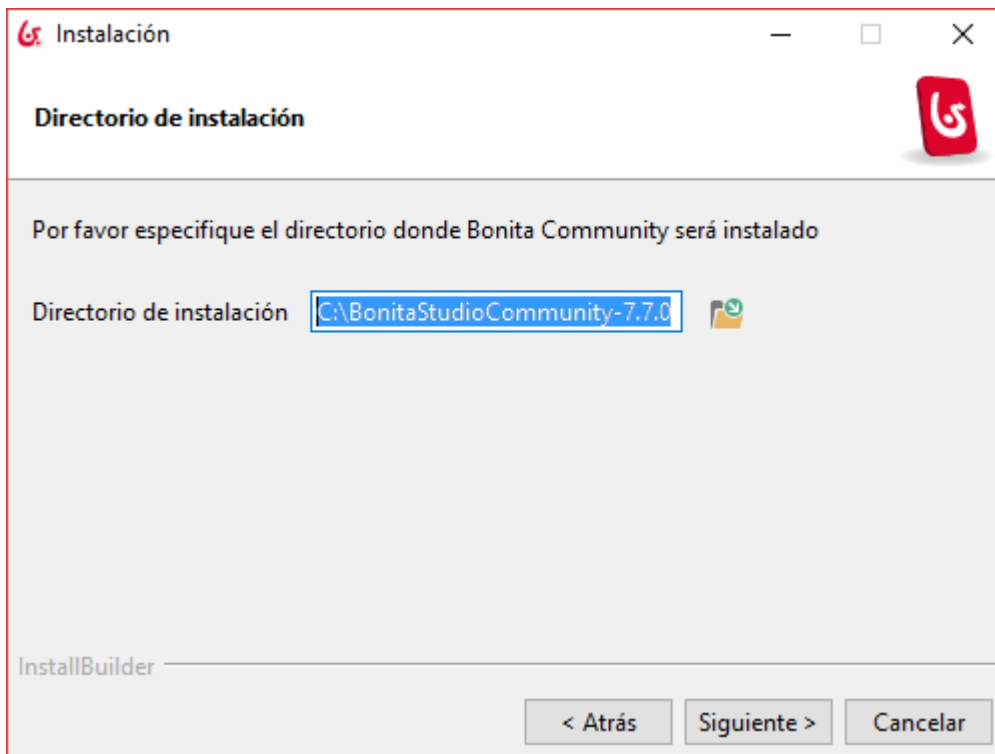 Instalación
Directorio de instalación
Por favor especifique el directorio donde Bonita Community será instalado
Directorio de instalación C:\BonitaStudioCommunity-7.7.0
InstallBuilder
< Atrás Siguiente > Cancelar